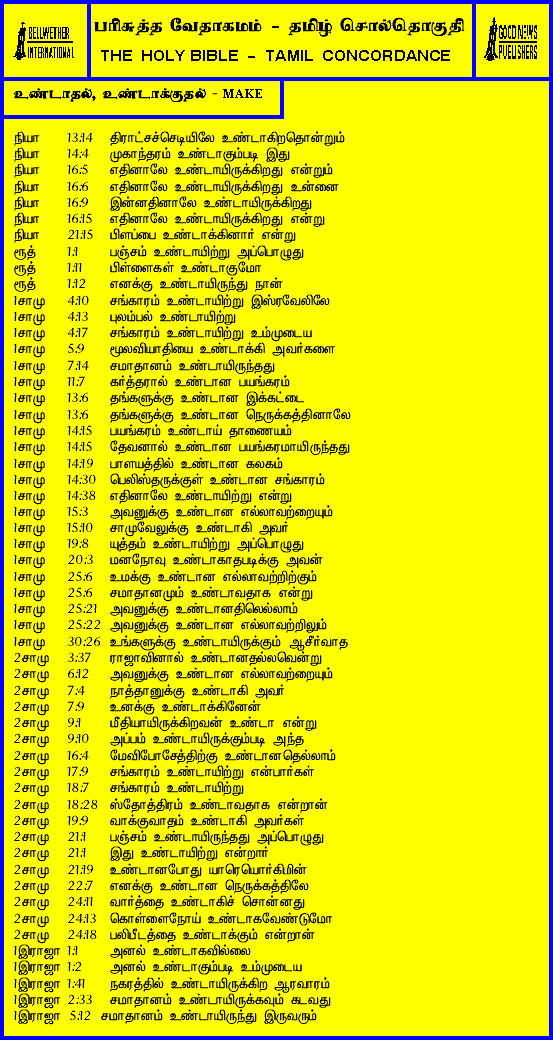 BELLWETHER
INTERNATIONAL
பரிசுத்த வேதாகமம் - தமிழ் சொல்தொகுதி
THE HOLY BIBLE - TAMIL CONCORDANCE
GOOD NEWS
PUBLISHERS
உண்டாதல், உண்டாக்குதல் - MAKE
நியா 13:14 திராட்சச்செடியிலே உண்டாகிறதொன்றும்
நியா 14:4 முகாந்தரம் உண்டாகும்படி இது
நியா 16:5 எதினாலே உண்டாயிருக்கிறது என்றும்
நியா 16:6 எதினாலே உண்டாயிருக்கிறது உன்னை
நியா 16:9 இன்னதினாலே உண்டாயிருக்கிறது
நியா 16:15 எதினாலே உண்டாயிருக்கிறது என்று
நியா 21:15 பிளப்பை உண்டாக்கினார் என்று
ரூத் 1:1 பஞ்சம் உண்டாயிற்று அப்பொழுது
ரூத் 1:11 பிள்ளைகள் உண்டாகுமோ
ரூத் 1:12 எனக்கு உண்டாயிருந்து நான்
1சாமு 4:10 சங்காரம் உண்டாயிற்று இஸ்ரவேலிலே
1சாமு 4:13 புலம்பல் உண்டாயிற்று
1சாமு 4:17 சங்காரம் உண்டாயிற்று உம்முடைய
1சாமு 5:9 மூலவியாதியை உண்டாக்கி அவர்களை
1சாமு 7:14 சமாதானம் உண்டாயிருந்தது
1சாமு 11:7 கர்த்தரால் உண்டான பயங்கரம்
1சாமு 13:6 தங்களுக்கு உண்டான இக்கட்டை
1சாமு 13:6 தங்களுக்கு உண்டான நெருக்கத்தினாலே
1சாமு 14:15 பயங்கரம் உண்டாய் தாணையம்
1சாமு 14:15 தேவனால் உண்டான பயங்கரமாயிருந்தது
1சாமு 14:19 பாளயத்தில் உண்டான கலகம்
1சாமு 14:30 பெலிஸ்தருக்குள் உண்டான சங்காரம்
1சாமு 14:38 எதினாலே உண்டாயிற்று என்று
1சாமு 15:3 அவனுக்கு உண்டான எல்லாவற்றையும்
1சாமு 15:10 சாமுவேலுக்கு உண்டாகி அவர்
1சாமு 19:8 யுத்தம் உண்டாயிற்று அப்பொழுது
1சாமு 20:3 மனநோவு உண்டாகாதபடிக்கு அவன்
1சாமு 25:6 உமக்கு உண்டான எல்லாவற்றிற்கும்
1சாமு 25:6 சமாதானமும் உண்டாவதாக என்று
1சாமு 25:21 அவனுக்கு உண்டானதிலெல்லாம்
1சாமு 25:22 அவனுக்கு உண்டான எல்லாவற்றிலும்
1சாமு 30:26 உங்களுக்கு உண்டாயிருக்கும் ஆசீர்வாத
2சாமு 3:37 ராஜாவினால் உண்டானதல்லவென்று
2சாமு 6:12 அவனுக்கு உண்டான எல்லாவற்றையும்
2சாமு 7:4 நாத்தானுக்கு உண்டாகி அவர்
2சாமு 7:9 உனக்கு உண்டாக்கினேன்
2சாமு 9:1 மீதியாயிருக்கிறவன் உண்டா என்று
2சாமு 9:10 அப்பம் உண்டாயிருக்கும்படி அந்த
2சாமு 16:4 மேவிபோசேத்திற்கு உண்டானதெல்லாம்
2சாமு 17:9 சங்காரம் உண்டாயிற்று என்பார்கள்
2சாமு 18:7 சங்காரம் உண்டாயிற்று
2சாமு 18:28 ஸ்தோத்திரம் உண்டாவதாக என்றான்
2சாமு 19:9 வாக்குவாதம் உண்டாகி அவர்கள்
2சாமு 21:1 பஞ்சம் உண்டாயிருந்தது அப்பொழுது
2சாமு 21:1 இது உண்டாயிற்று என்றார்
2சாமு 21:19 உண்டானபோது யாரெயொர்கிமின்
2சாமு 22:7 எனக்கு உண்டான நெருக்கத்திலே
2சாமு 24:11 வார்த்தை உண்டாகிச் சொன்னது
2சாமு 24:13 கொள்ளைநோய் உண்டாகவேண்டுமோ
2சாமு 24:18 பலிபீடத்தை உண்டாக்கும் என்றான்
1இராஜா 1:1 அனல் உண்டாகவில்லை
1இராஜா 1:2 அனல் உண்டாகும்படி உம்முடைய
1இராஜா 1:41 நகரத்தில் உண்டாயிருக்கிற ஆரவாரம்
1இராஜா 2:33 சமாதானம் உண்டாயிருக்கவும் கடவது
1இராஜா 5:12 சமாதானம் உண்டாயிருந்து இருவரும்